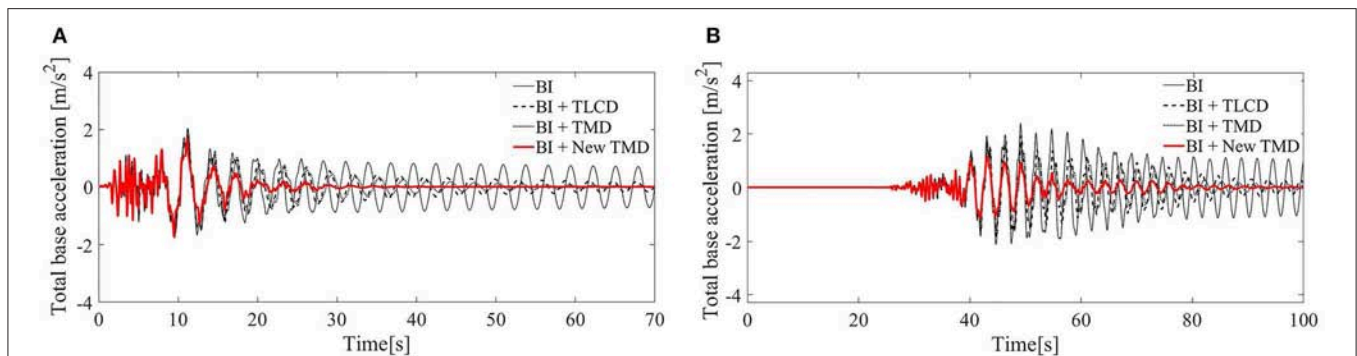 A
Total base acceleration [m/s²]
4
2
0
-2
-4
BI
BI + TLCD
BI + TMD
BI + New TMD
0 10 20 30 40 50 60 70
Time[s]
B
Total base acceleration [m/s²]
4
2
0
-2
-4
BI
BI + TLCD
BI + TMD
BI + New TMD
0 20 40 60 80 100
Time[s]